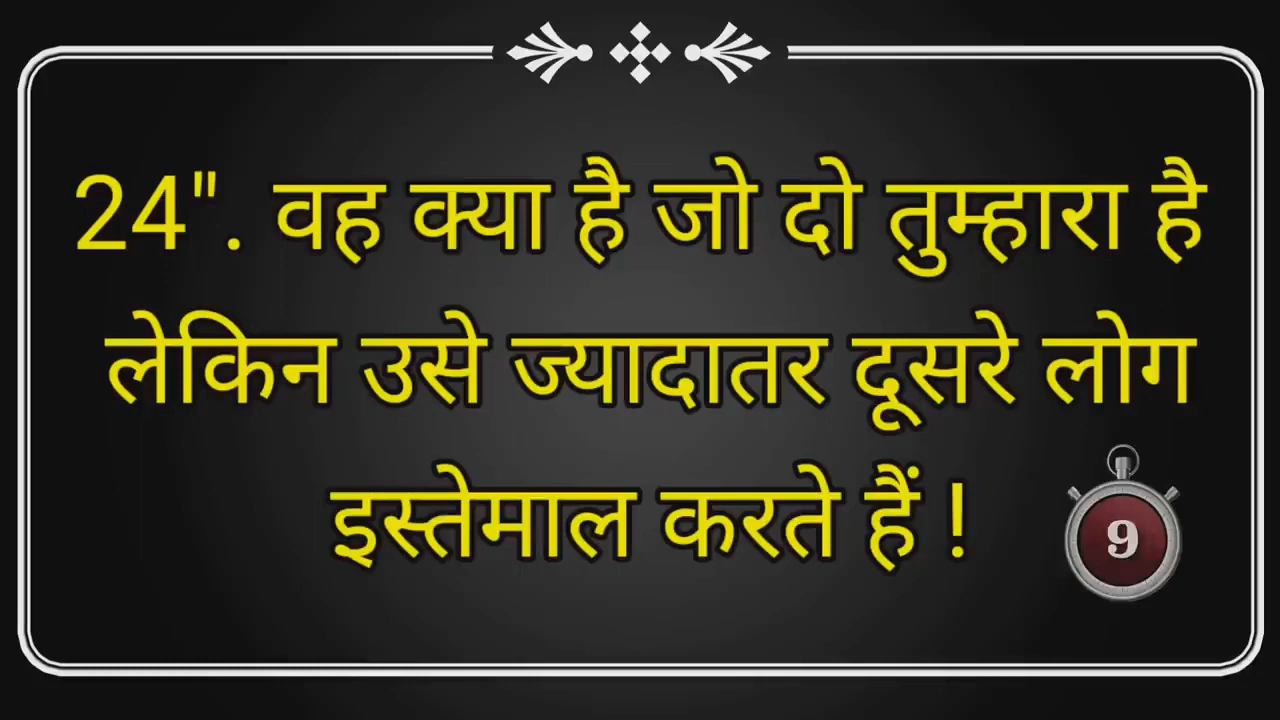 24". वह क्या है जो दो तुम्हारा है
लेकिन उसे ज्यादातर दूसरे लोग
इस्तेमाल करते हैं !
9